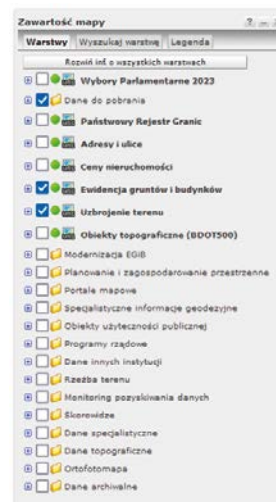 Zawartość mapy
Warstwy Wyszukaj warstwę Legenda
Rozwiń inf. o wszystkich warstwach
Wybory Parlamentarne 2023
Dane do pobrania
Państwowy Rejestr Granic
Adresy i ulice
Ceny nieruchomości
Ewidencja gruntów i budynków
Uzbrojenie terenu
Obiekty topograficzne (BDOT500)
Modernizacja EGiB
Planowanie i zagospodarowanie przestrzenne
Portale mapowe
Specjalistyczne informacje geodezyjne
Obiekty użyteczności publicznej
Programy rządowe
Dane innych instytucji
Rzeźba terenu
Monitoring pozyskiwania danych
Skorowidze
Dane specjalistyczne
Dane topograficzne
Ortofotomapa
Dane archiwalne